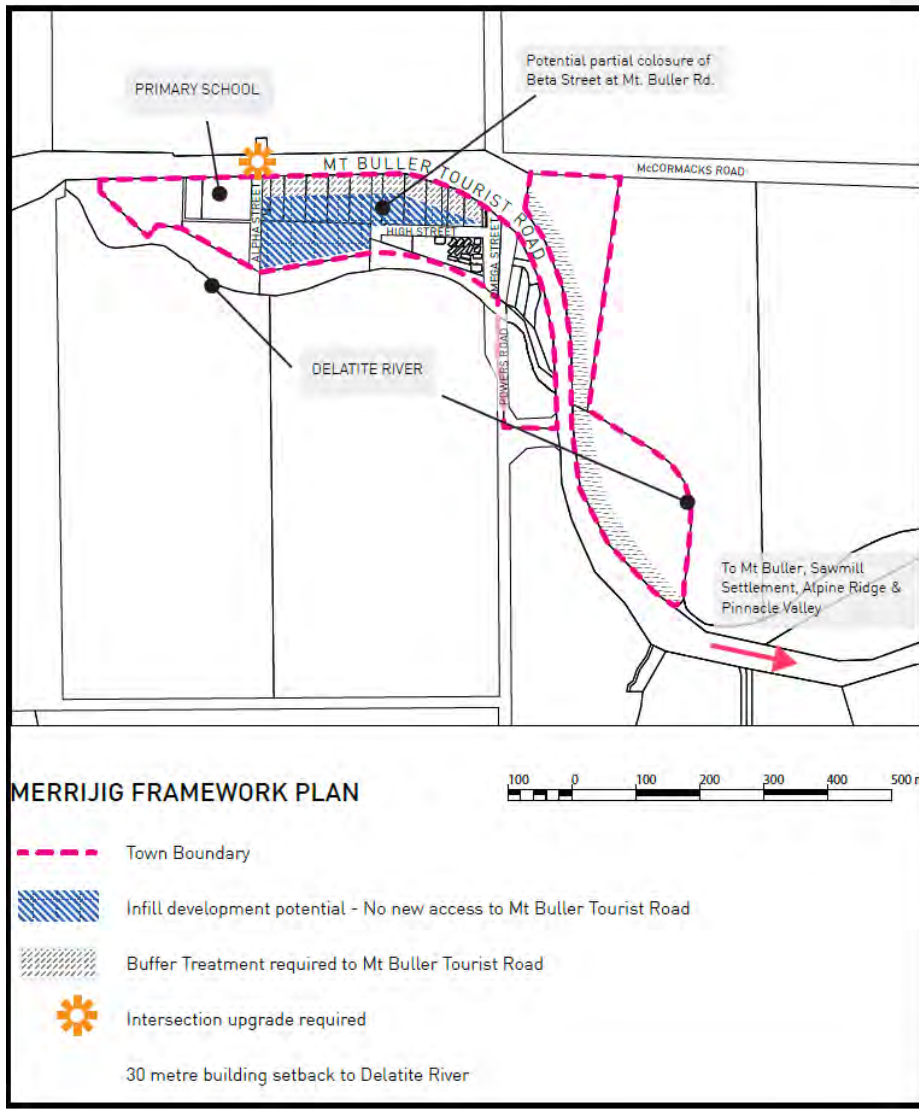 PRIMARY SCHOOL
Potential partial colosure of
Beta Street at Mt. Buller Rd.
MT BULLER TOURIST ROAD
McCORMACKS ROAD
ALPHA STREET
HIGH STREET
OMEGA STREET
POWERS ROAD
DELATITE RIVER
To Mt Buller, Sawmill
Settlement, Alpine Ridge &
Pinnacle Valley
MERRIJIG FRAMEWORK PLAN
100 0 100 200 300 400 500 m
Town Boundary
Infill development potential - No new access to Mt Buller Tourist Road
Buffer Treatment required to Mt Buller Tourist Road
Intersection upgrade required
30 metre building setback to Delatite River